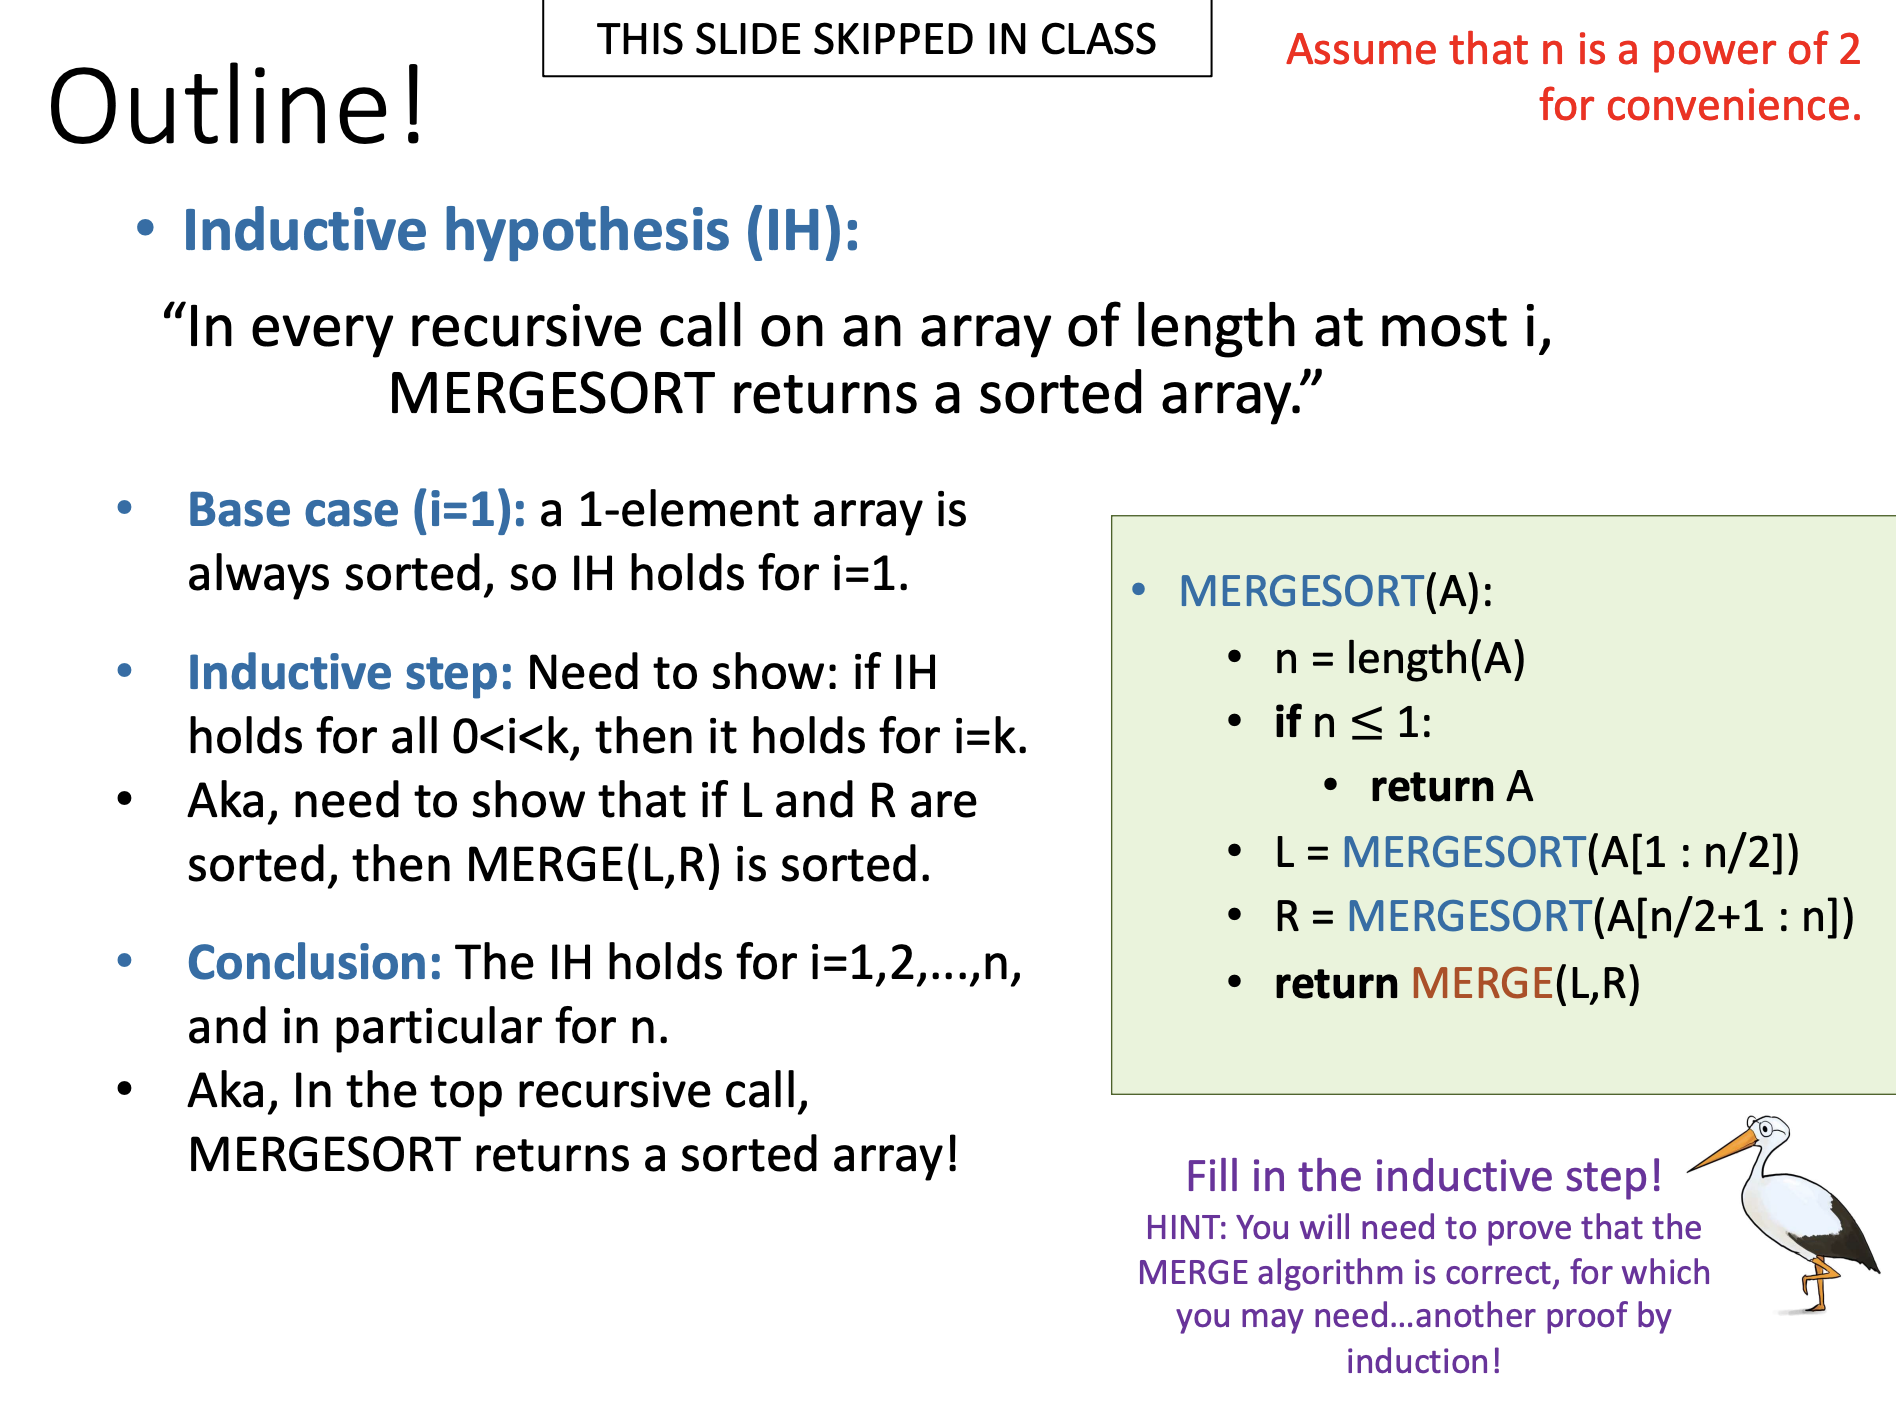 THIS SLIDE SKIPPED IN CLASS
Assume that n is a power of 2
for convenience.
Outline!
• Inductive hypothesis (IH):
“In every recursive call on an array of length at most i,
MERGESORT returns a sorted array.”
• Base case (i=1): a 1-element array is
always sorted, so IH holds for i=1.
• Inductive step: Need to show: if IH
holds for all 0<i<k, then it holds for i=k.
• Aka, need to show that if L and R are
sorted, then MERGE(L,R) is sorted.
• Conclusion: The IH holds for i=1,2,...,n,
and in particular for n.
• Aka, In the top recursive call,
MERGESORT returns a sorted array!
• MERGESORT(A):
• n = length(A)
• if n ≤ 1:
• return A
• L = MERGESORT(A[1 : n/2])
• R = MERGESORT(A[n/2+1 : n])
• return MERGE(L,R)
Fill in the inductive step!
HINT: You will need to prove that the
MERGE algorithm is correct, for which
you may need…another proof by
induction!